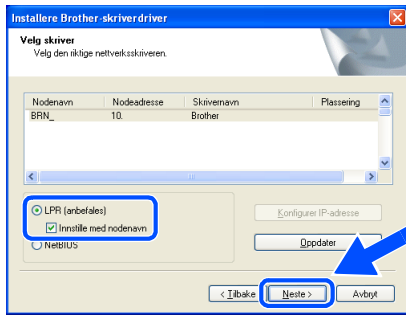 Installere Brother-skriverdriver
Velg skriver
Velg den riktige nettverksskriveren.
Nodenavn Nodeadresse Skrivernavn Plassering
BRN_ 10. Brother
LPR (anbefales)
Innstille med nodenavn
NetBIUS
Konfigurer IP-adresse
Oppdater
< Tilbake Neste > Avbryt